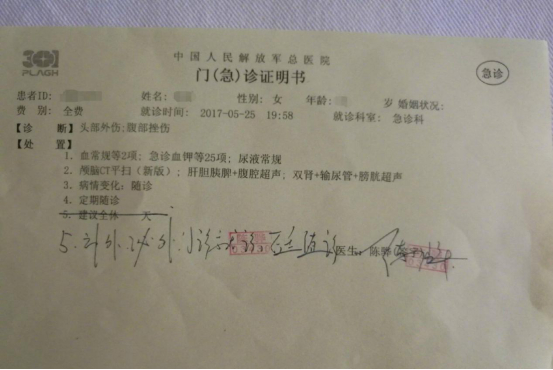 301
PLAGH
中国人民解放军总医院
门(急)诊证明书
急诊
患者ID: 姓名: 性别: 女 年龄: 岁 婚姻状况:
费 别: 全费 就诊时间: 2017-05-25 19:58 就诊科室: 急诊科
【诊 断】头部外伤;腹部挫伤
【处 置】
1. 血常规等2项; 急诊血钾等25项; 尿液常规
2. 颅脑CT平扫(新版); 肝胆胰脾+腹腔超声; 双肾+输尿管+膀胱超声
3. 病情变化: 随诊
4. 定期随诊
5. 建议全休 天
5. 诊 随诊 医生: 陈